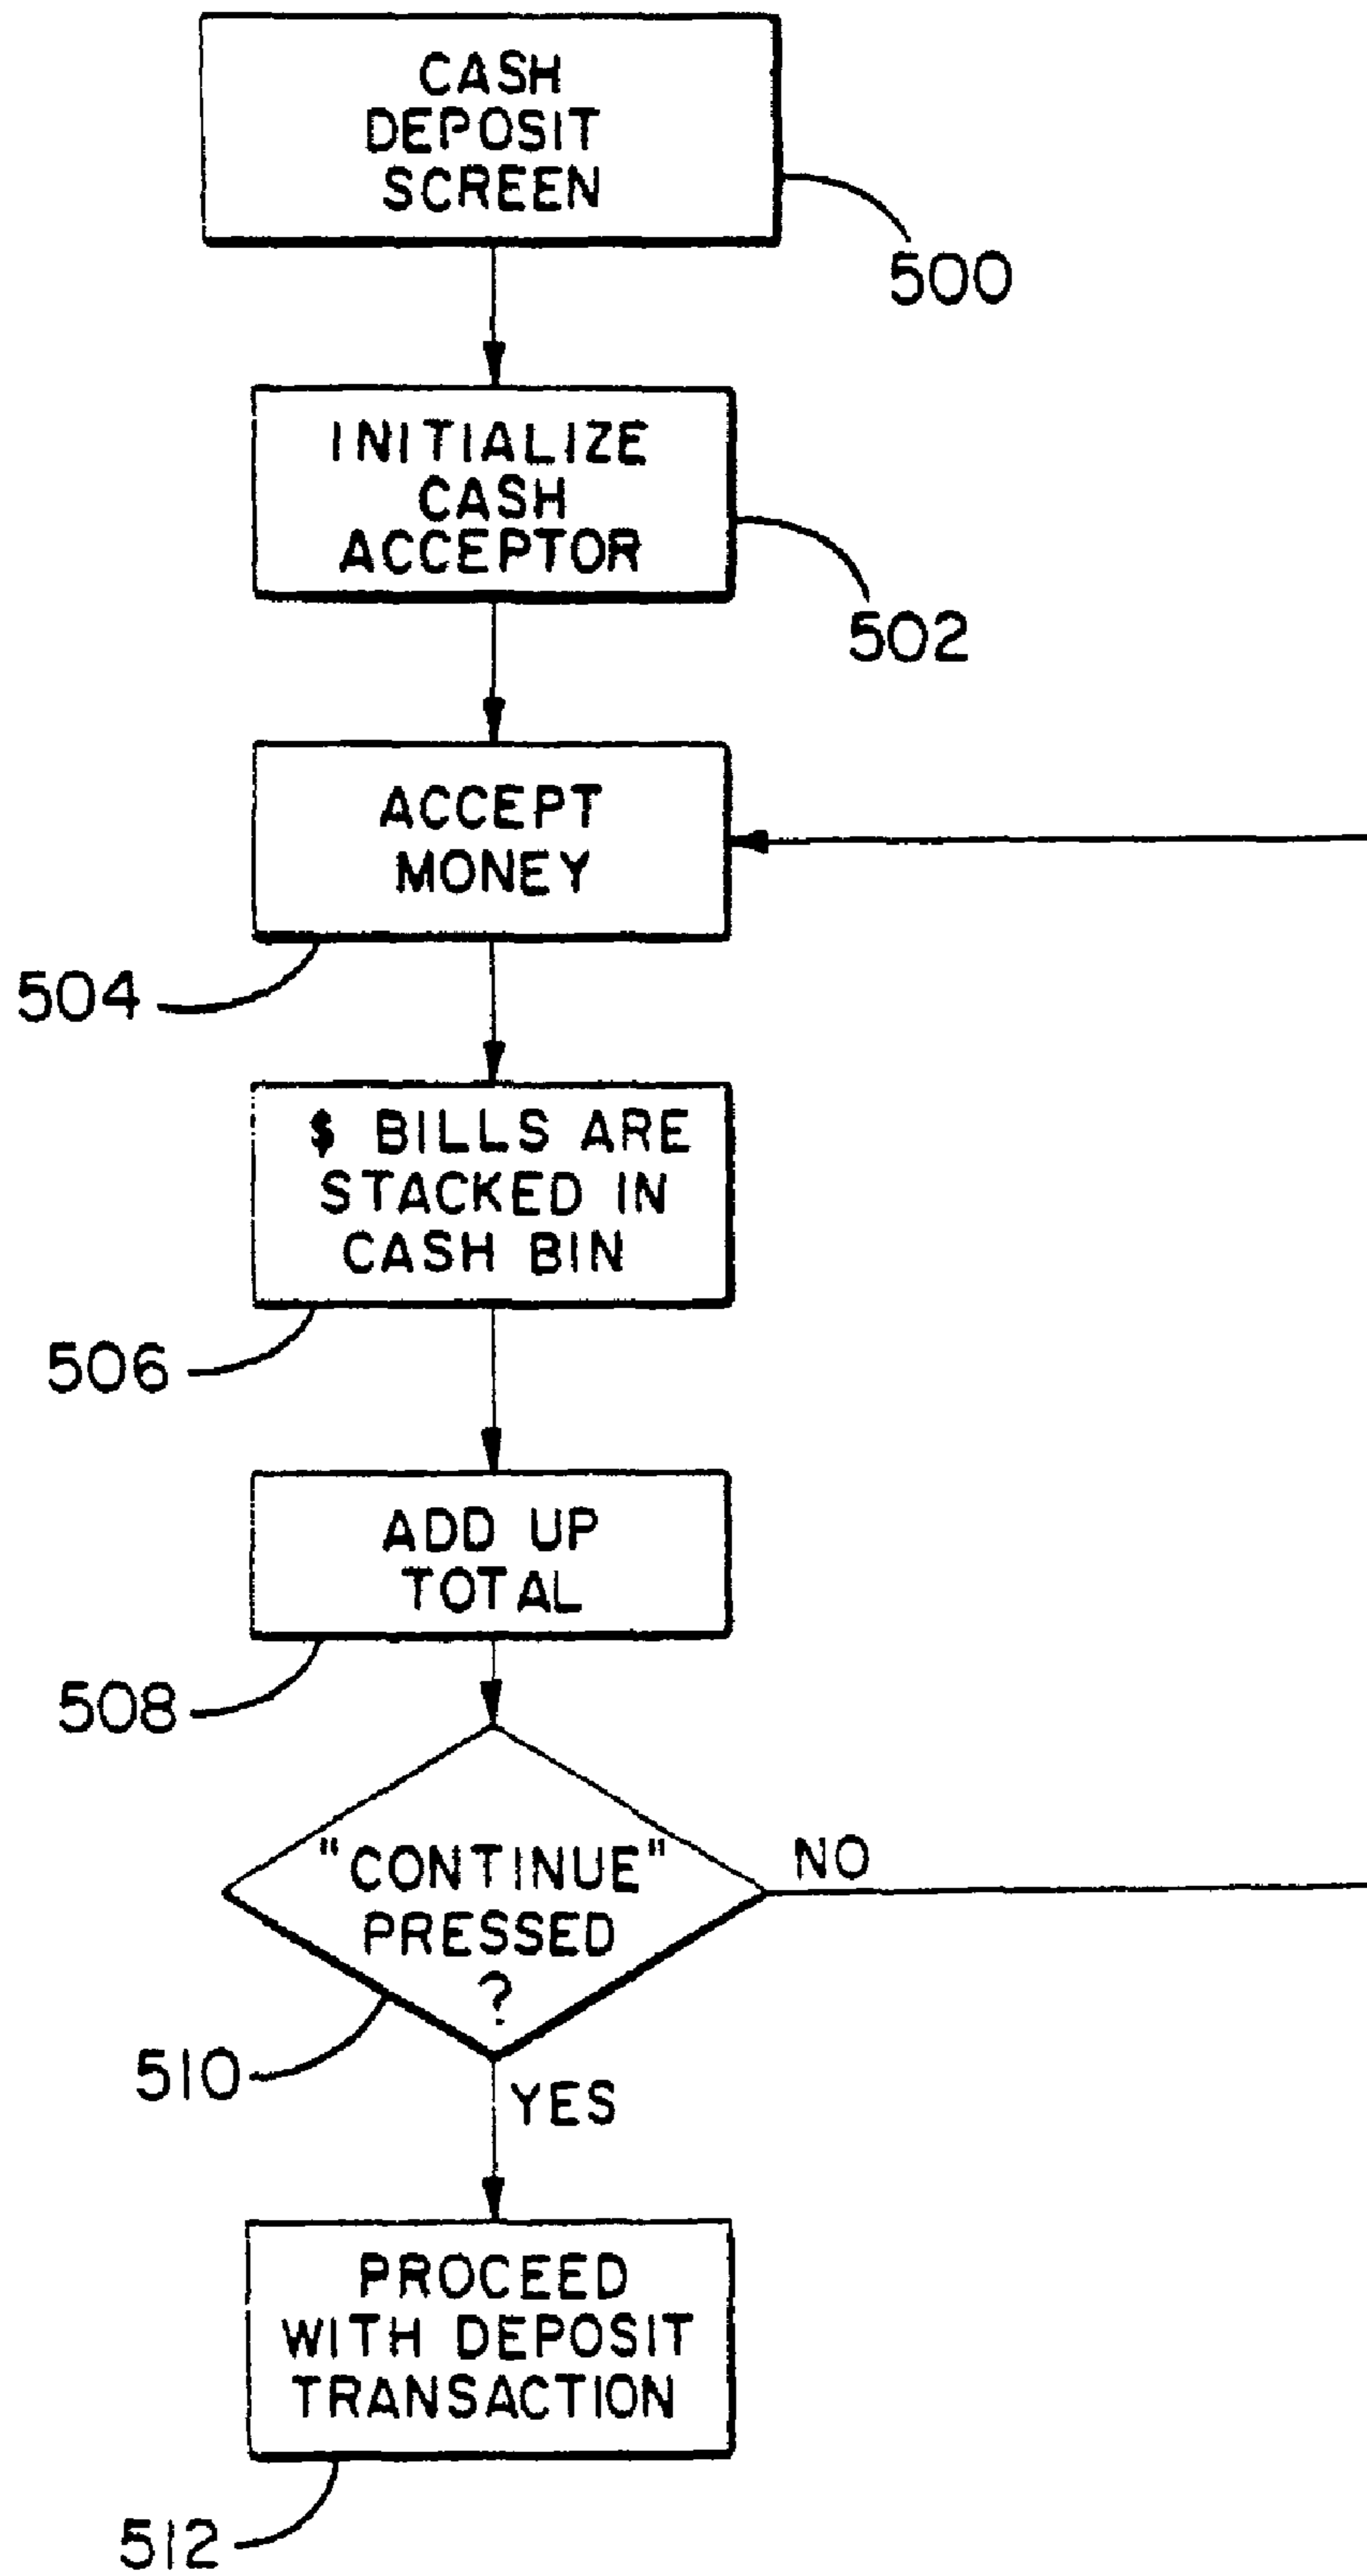 CASH
DEPOSIT
SCREEN
500
INITIALIZE
CASH
ACCEPTOR
502
ACCEPT
MONEY
504
$ BILLS ARE
STACKED IN
CASH BIN
506
ADD UP
TOTAL
508
"CONTINUE"
PRESSED
?
NO
510
YES
PROCEED
WITH DEPOSIT
TRANSACTION
512